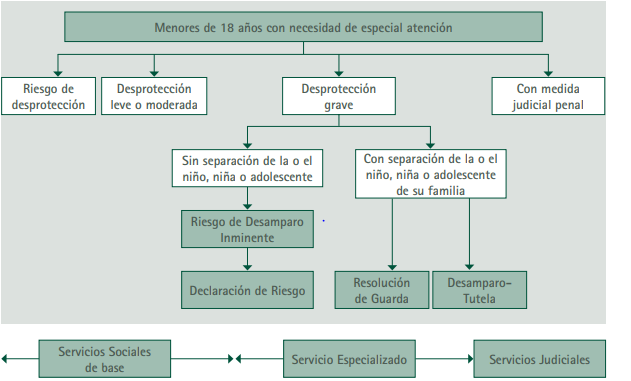 Menores de 18 años con necesidad de especial atención
Riesgo de
desprotección
Desprotección
leve o moderada
Desprotección
grave
Con medida
judicial penal
Sin separación de la o el
niño, niña o adolescente
Con separación de la o el
niño, niña o adolescente
de su familia
Riesgo de Desamparo
Inminente
Declaración de Riesgo
Resolución
de Guarda
Desamparo-
Tutela
Servicios Sociales
de base
Servicio Especializado
Servicios Judiciales